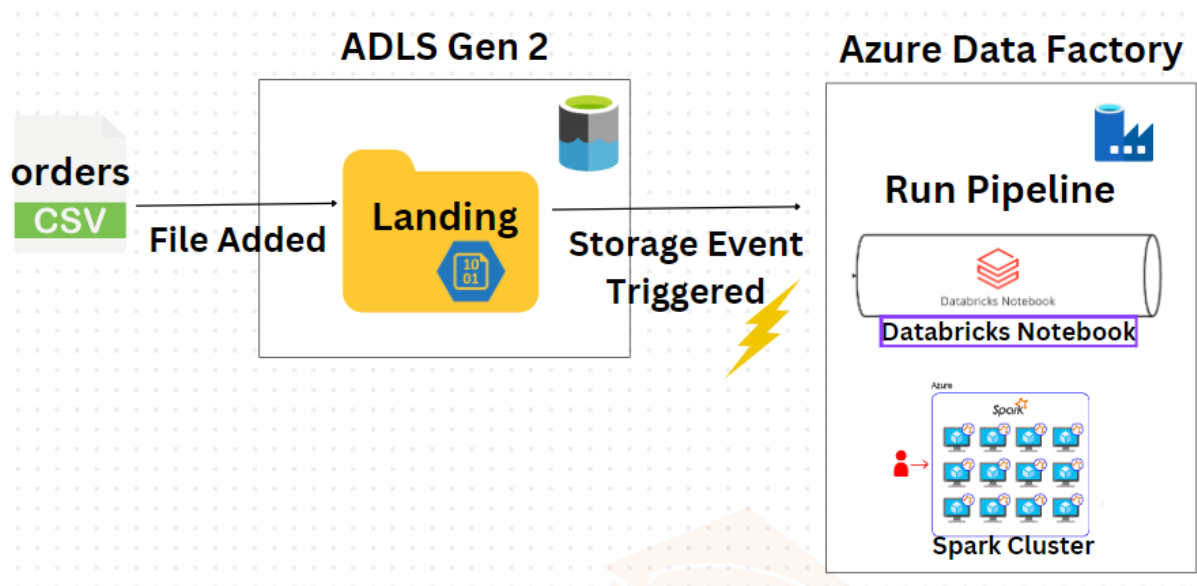 ADLS Gen 2
Azure Data Factory
orders
CSV
File Added
Landing
10
01
Storage Event
Triggered
Run Pipeline
Databricks Notebook
Databricks Notebook
Azure
Spark
Spark Cluster